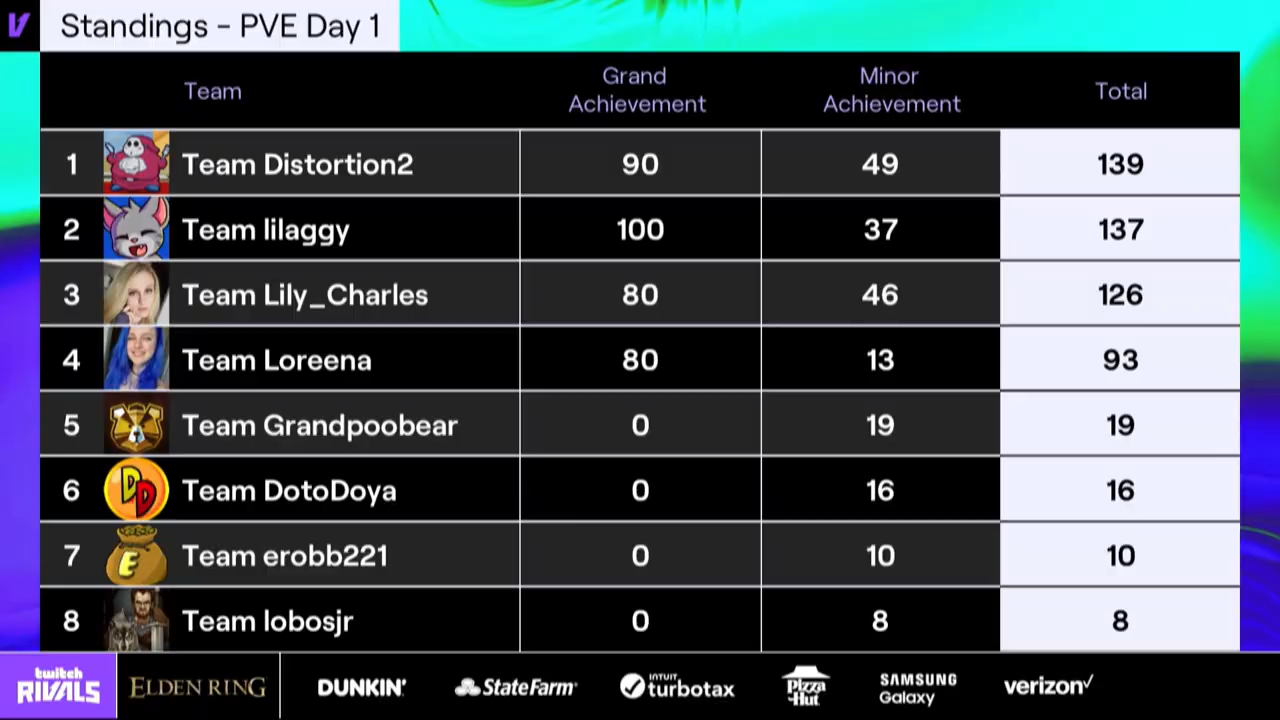 Standings - PVE Day 1
Team Grand Achievement Minor Achievement Total
1 Team Distortion2 90 49 139
2 Team lilaggy 100 37 137
3 Team Lily_Charles 80 46 126
4 Team Loreena 80 13 93
5 Team Grandpoobear 0 19 19
6 DD Team DotoDoya 0 16 16
7 E Team erobb221 0 10 10
8 Team lobosjr 0 8 8
twitch RIVALS ELDEN RING DUNKIN' StateFarm INTUIT turbotax Pizza Hut SAMSUNG Galaxy verizon✓